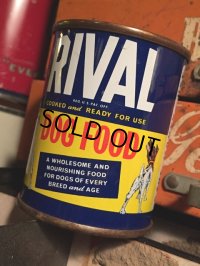 RIVAL
REG. U.S. PAT. OFF.
COOKED and READY FOR USE
SOLD OUT
DOG FOOD
A WHOLESOME AND
NOURISHING FOOD
FOR DOGS OF EVERY
BREED and AGE